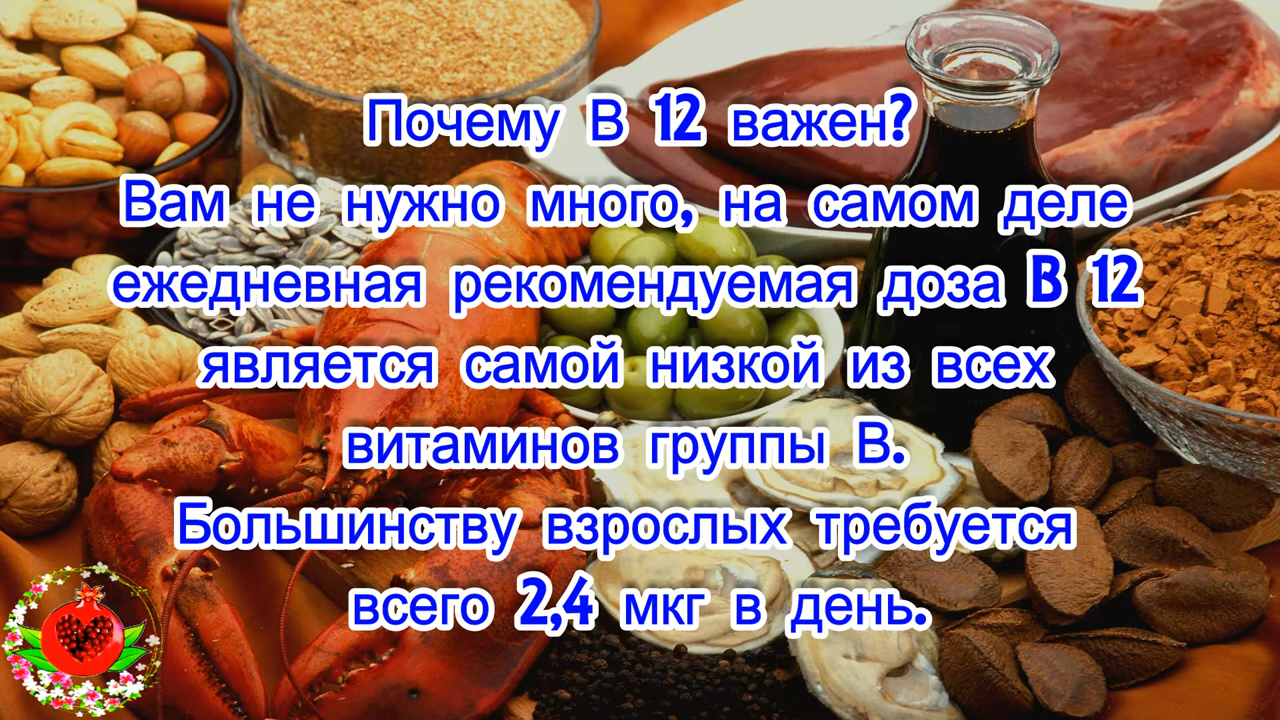 Почему В 12 важен?
Вам не нужно много, на самом деле
ежедневная рекомендуемая доза B 12
является самой низкой из всех
витаминов группы В.
Большинству взрослых требуется
всего 2,4 мкг в день.